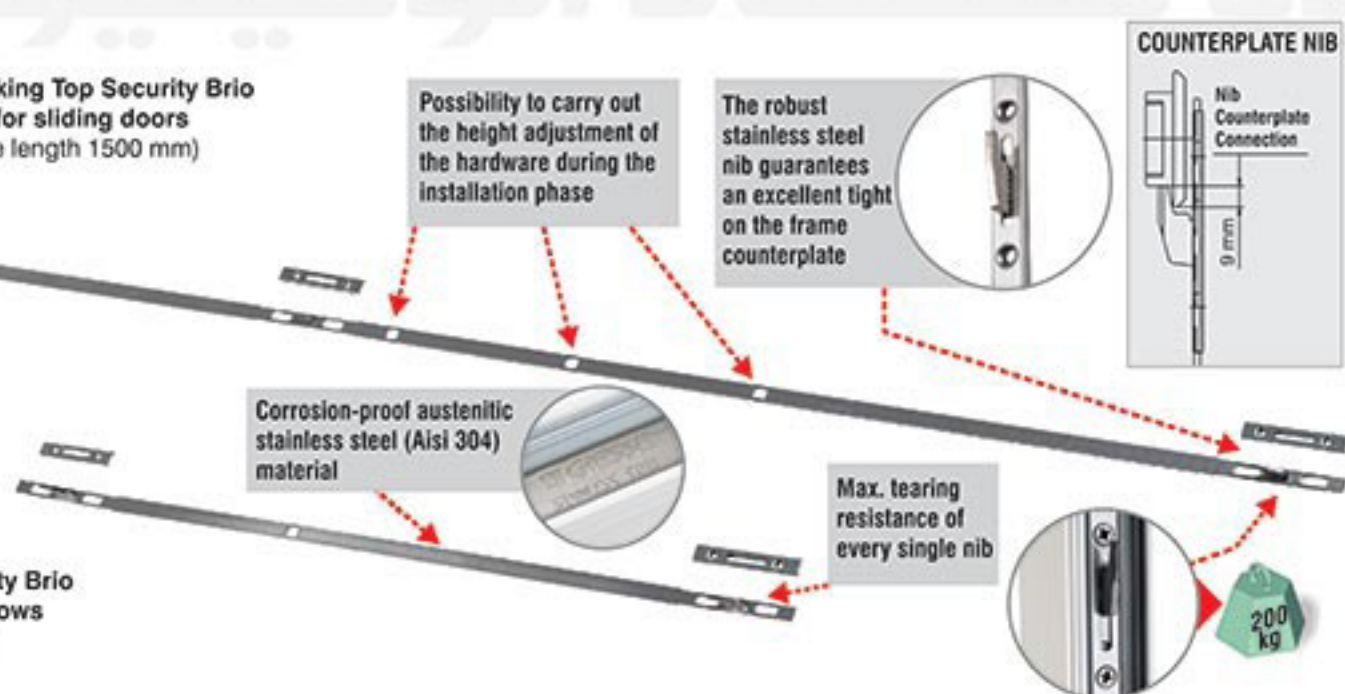 king Top Security Brio
for sliding doors
e length 1500 mm)
Possibility to carry out
the height adjustment of
the hardware during the
installation phase
The robust
stainless steel
nib guarantees
an excellent tight
on the frame
counterplate
COUNTERPLATE NIB
Nib
Counterplate
Connection
9 mm
Corrosion-proof austenitic
stainless steel (Aisi 304)
material
Max. tearing
resistance of
every single nib
200
kg
ty Brio
ows